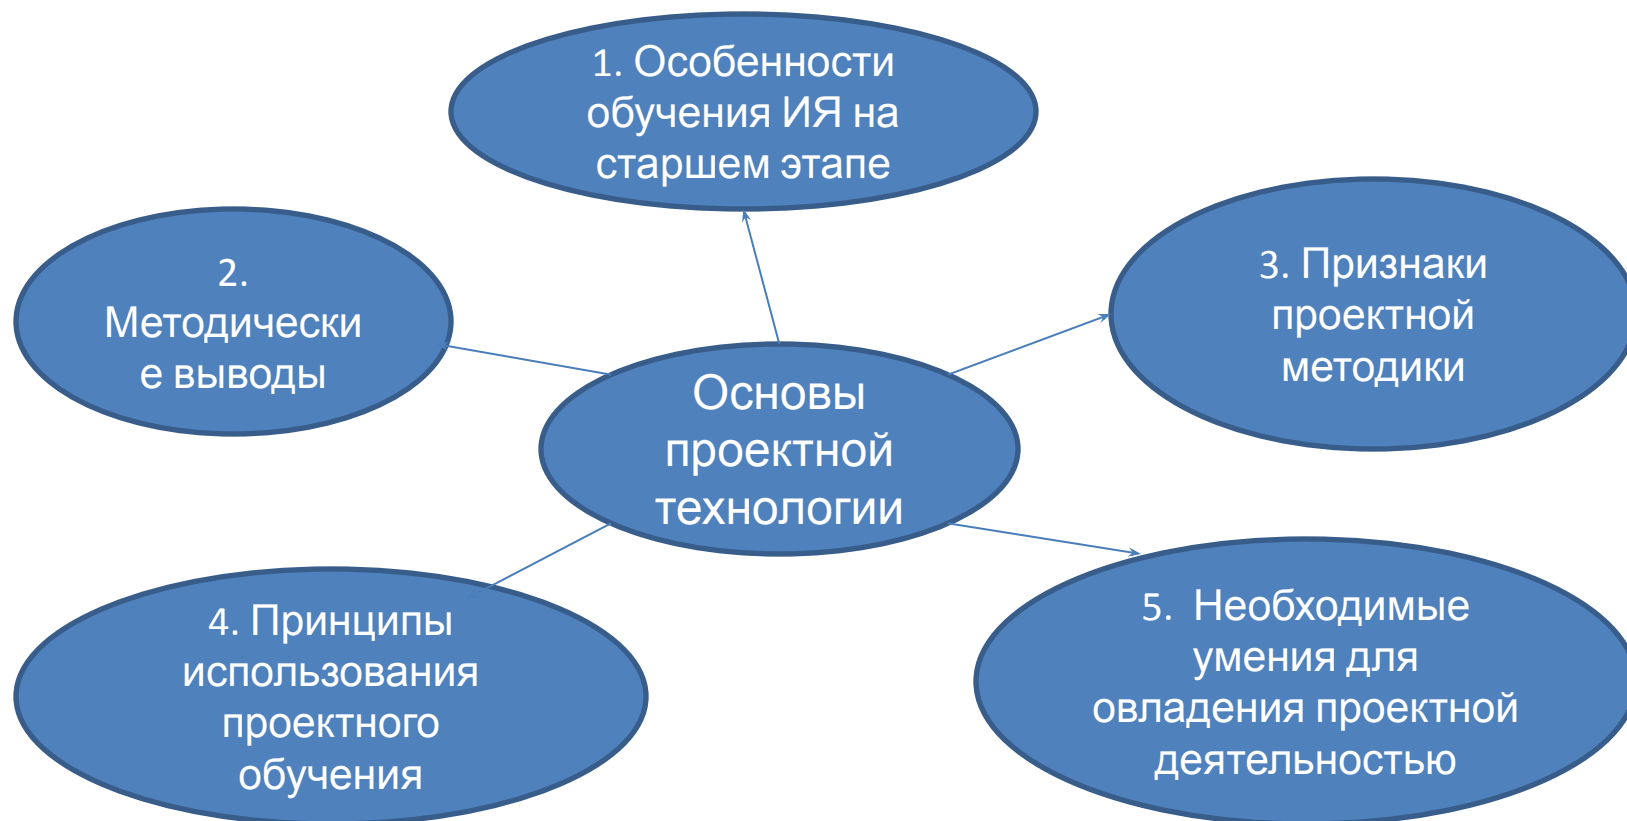 1. Особенности
обучения ИЯ на
старшем этапе
2.
Методически
е выводы
3. Признаки
проектной
методики
Основы
проектной
технологии
4. Принципы
использования
проектного
обучения
5. Необходимые
умения для
овладения проектной
деятельностью